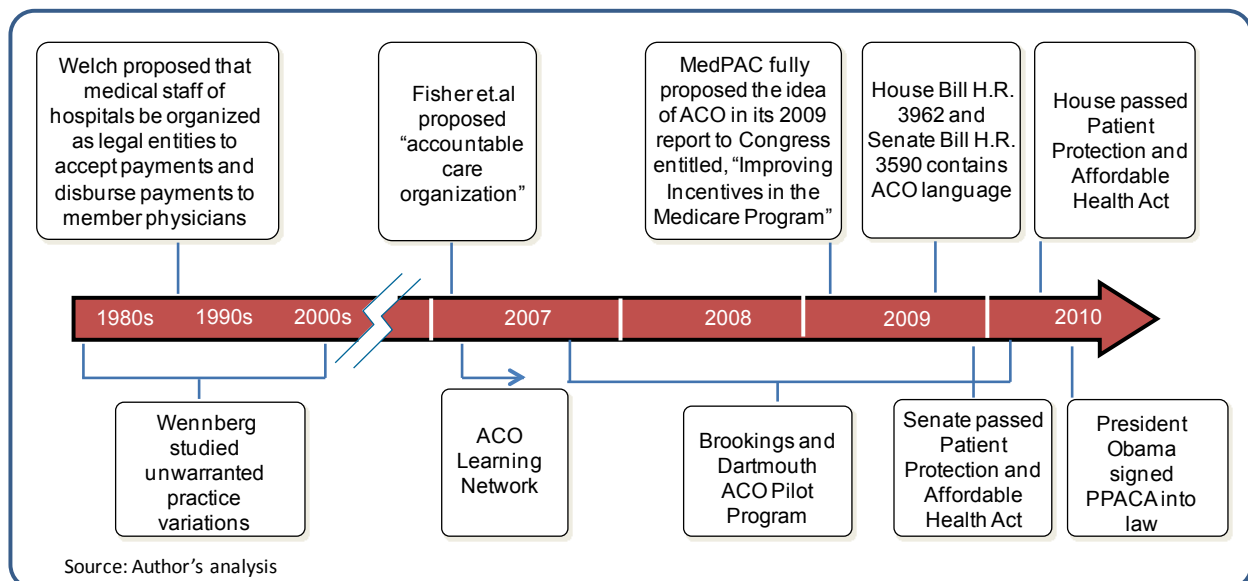 Welch proposed that
medical staff of
hospitals be organized
as legal entities to
accept payments and
disburse payments to
member physicians
Fisher et.al
proposed
“accountable
care
organization”
MedPAC fully
proposed the idea
of ACO in its 2009
report to Congress
entitled, “Improving
Incentives in the
Medicare Program”
House Bill H.R.
3962 and
Senate Bill H.R.
3590 contains
ACO language
House passed
Patient
Protection and
Affordable
Health Act
1980s 1990s 2000s 2007 2008 2009 2010
Wennberg
studied
unwarranted
practice
variations
ACO
Learning
Network
Brookings and
Dartmouth
ACO Pilot
Program
Senate passed
Patient
Protection and
Affordable
Health Act
President
Obama
signed
PPACA into
law
Source: Author’s analysis